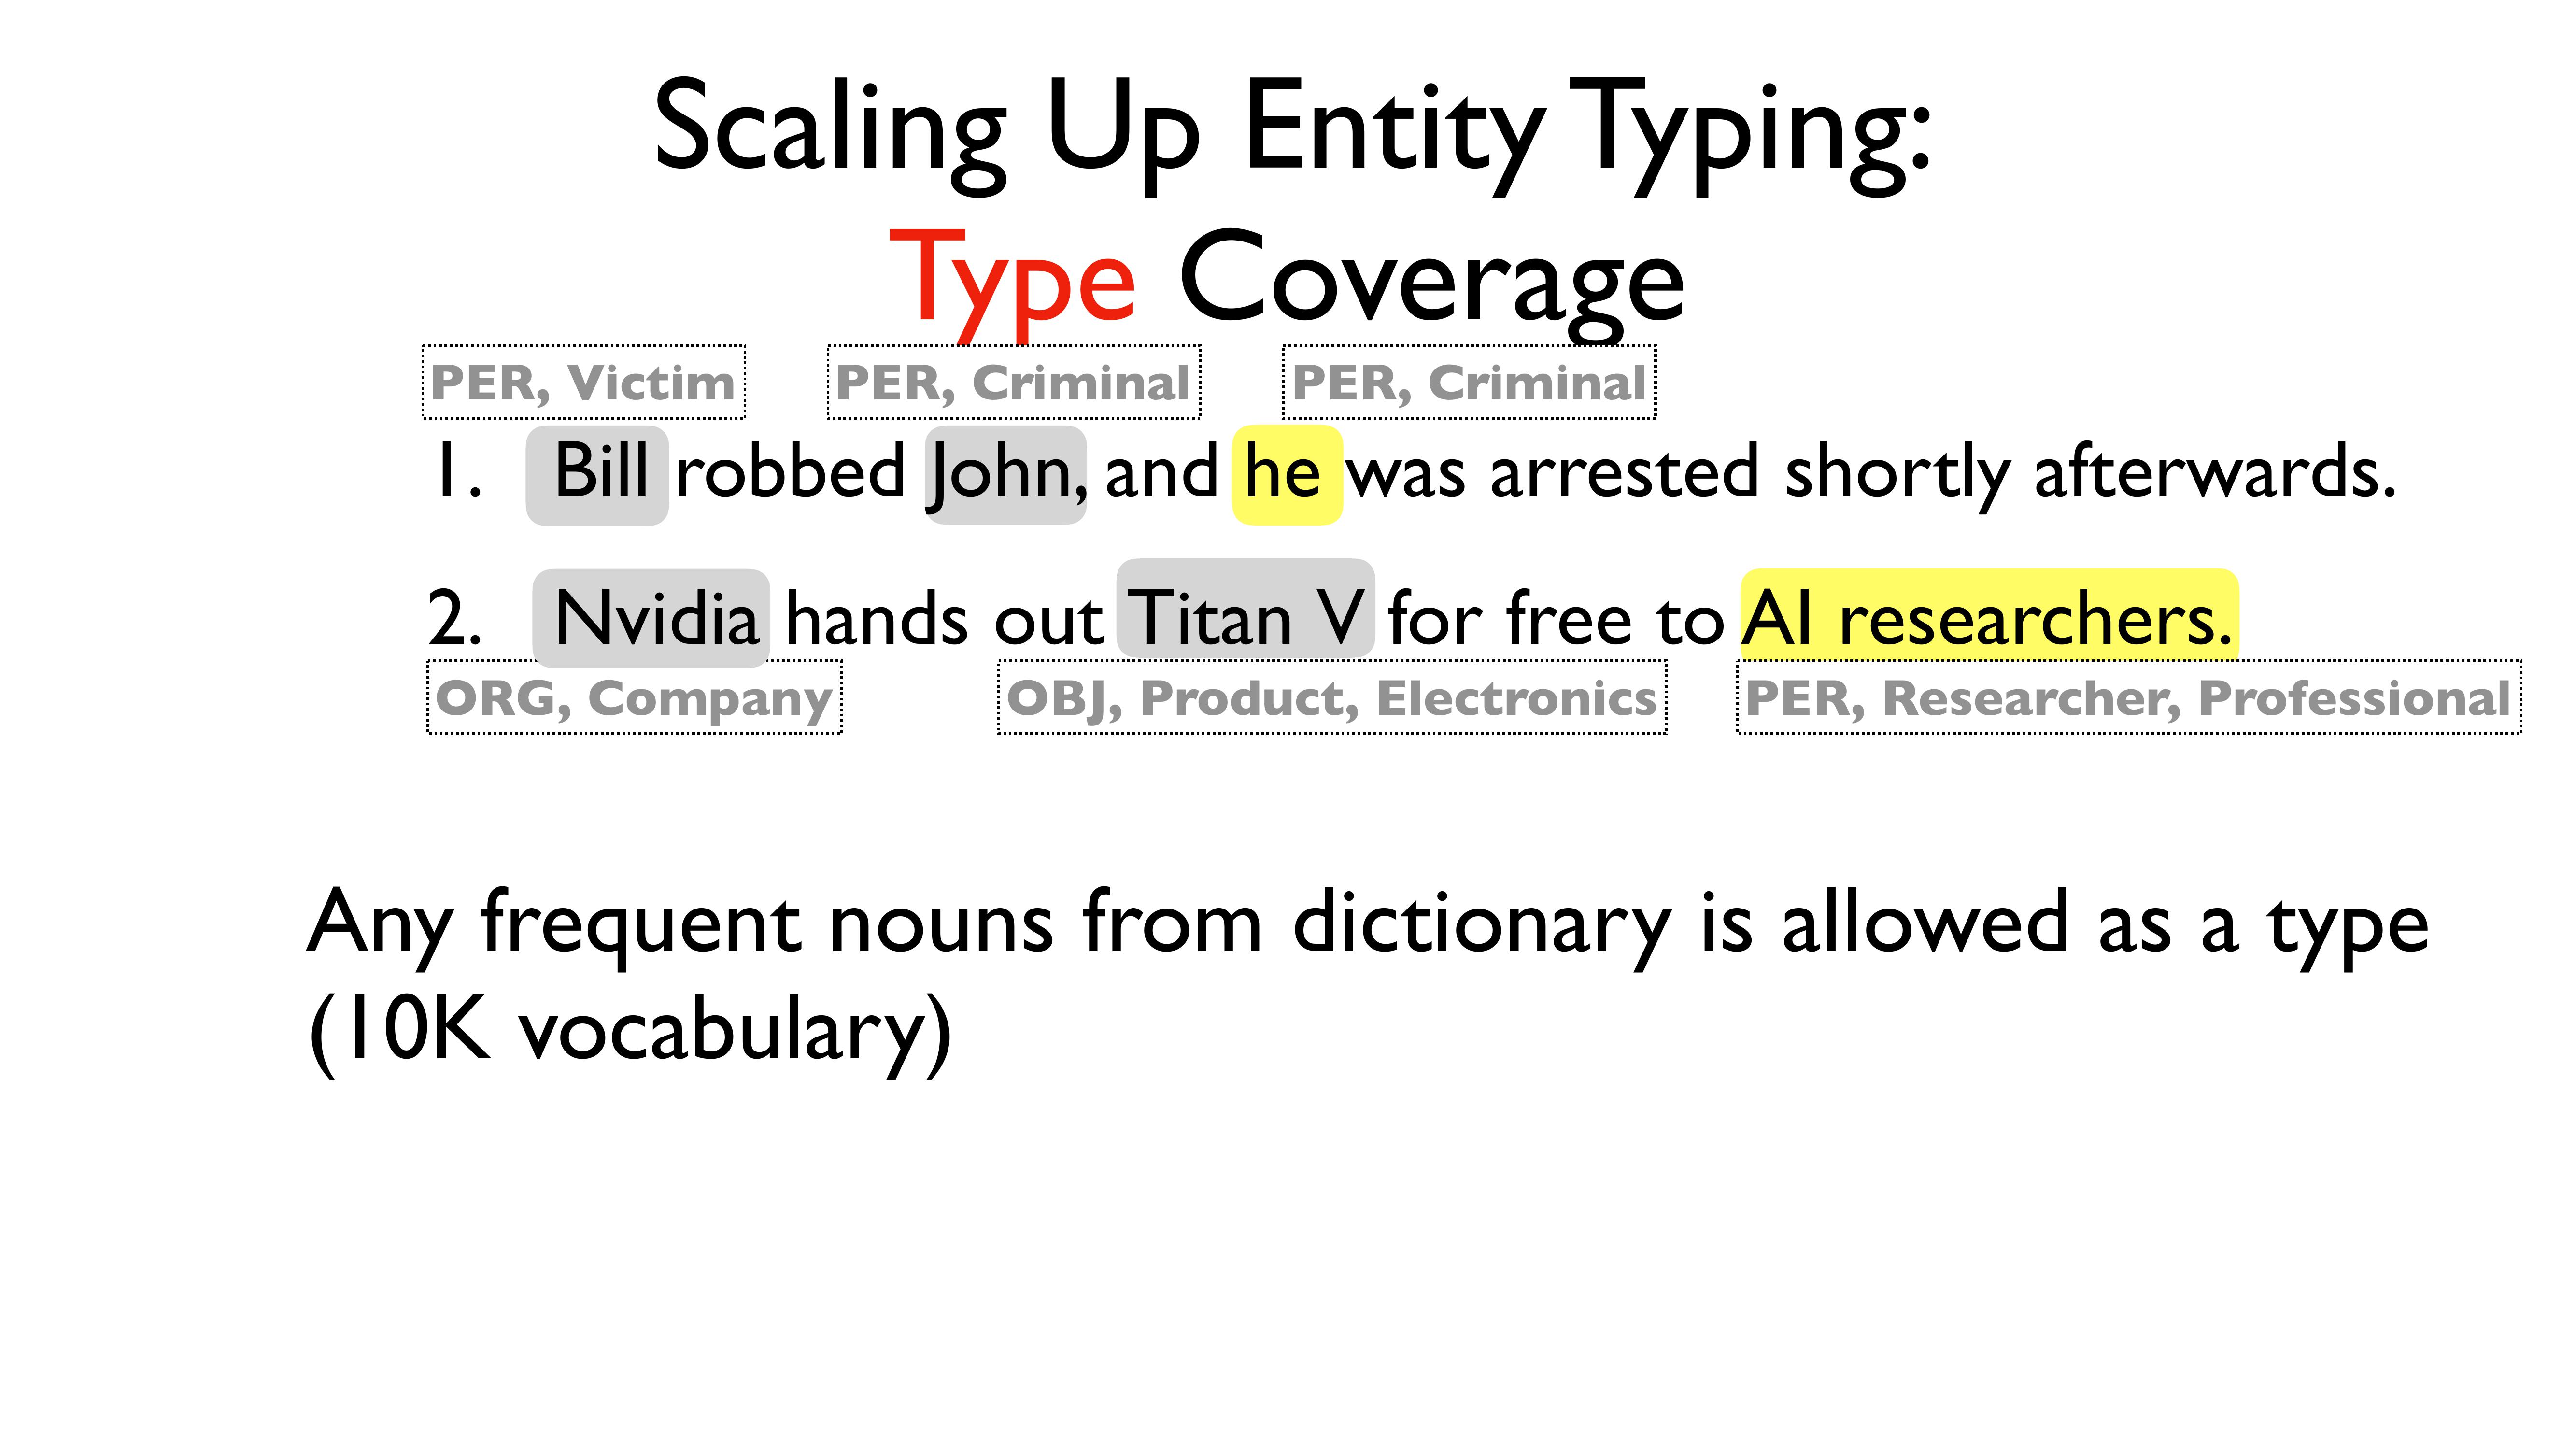 Scaling Up Entity Typing:
Type Coverage
PER, Victim PER, Criminal PER, Criminal
1. Bill robbed John, and he was arrested shortly afterwards.
2. Nvidia hands out Titan V for free to AI researchers.
ORG, Company OBJ, Product, Electronics PER, Researcher, Professional
Any frequent nouns from dictionary is allowed as a type
(10K vocabulary)